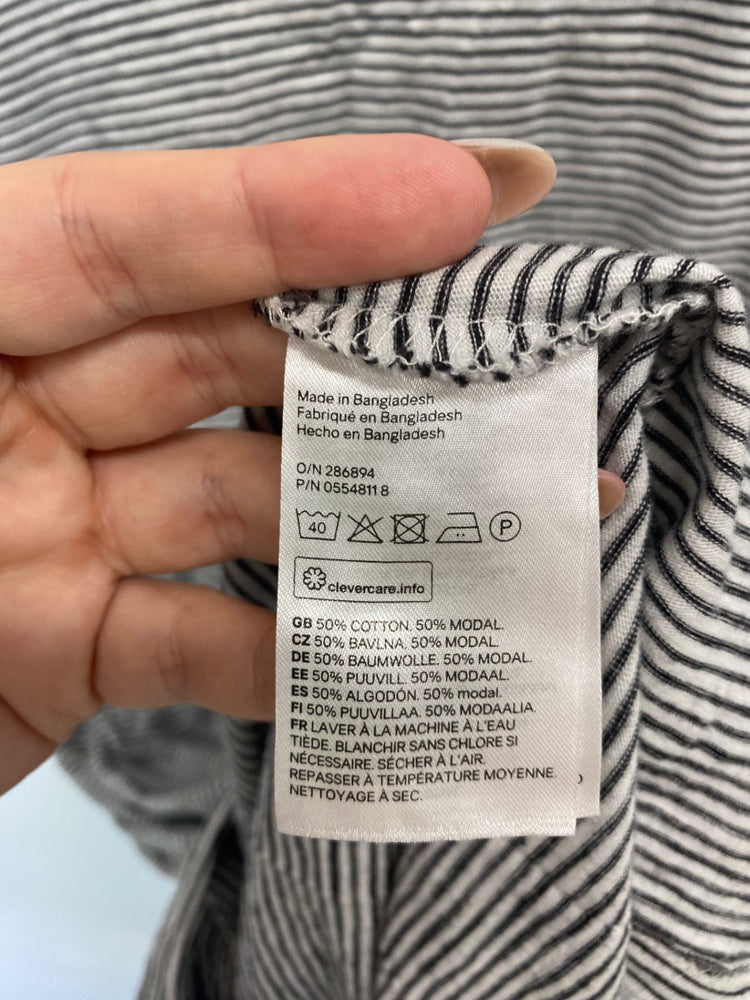 Made in Bangladesh
Fabriqué en Bangladesh
Hecho en Bangladesh
O/N 286894
P/N 0554811 8
40 P
clevercare.info
GB 50% COTTON. 50% MODAL.
CZ 50% BAVLNA. 50% MODAL.
DE 50% BAUMWOLLE. 50% MODAL.
EE 50% PUUVILL. 50% MODAAL.
ES 50% ALGODÓN. 50% modal.
FI 50% PUUVILLAA. 50% MODAALIA.
FR LAVER À LA MACHINE À L'EAU
TIÈDE. BLANCHIR SANS CHLORE SI
NÉCESSAIRE. SÉCHER À L'AIR.
REPASSER À TEMPÉRATURE MOYENNE.
NETTOYAGE À SEC.